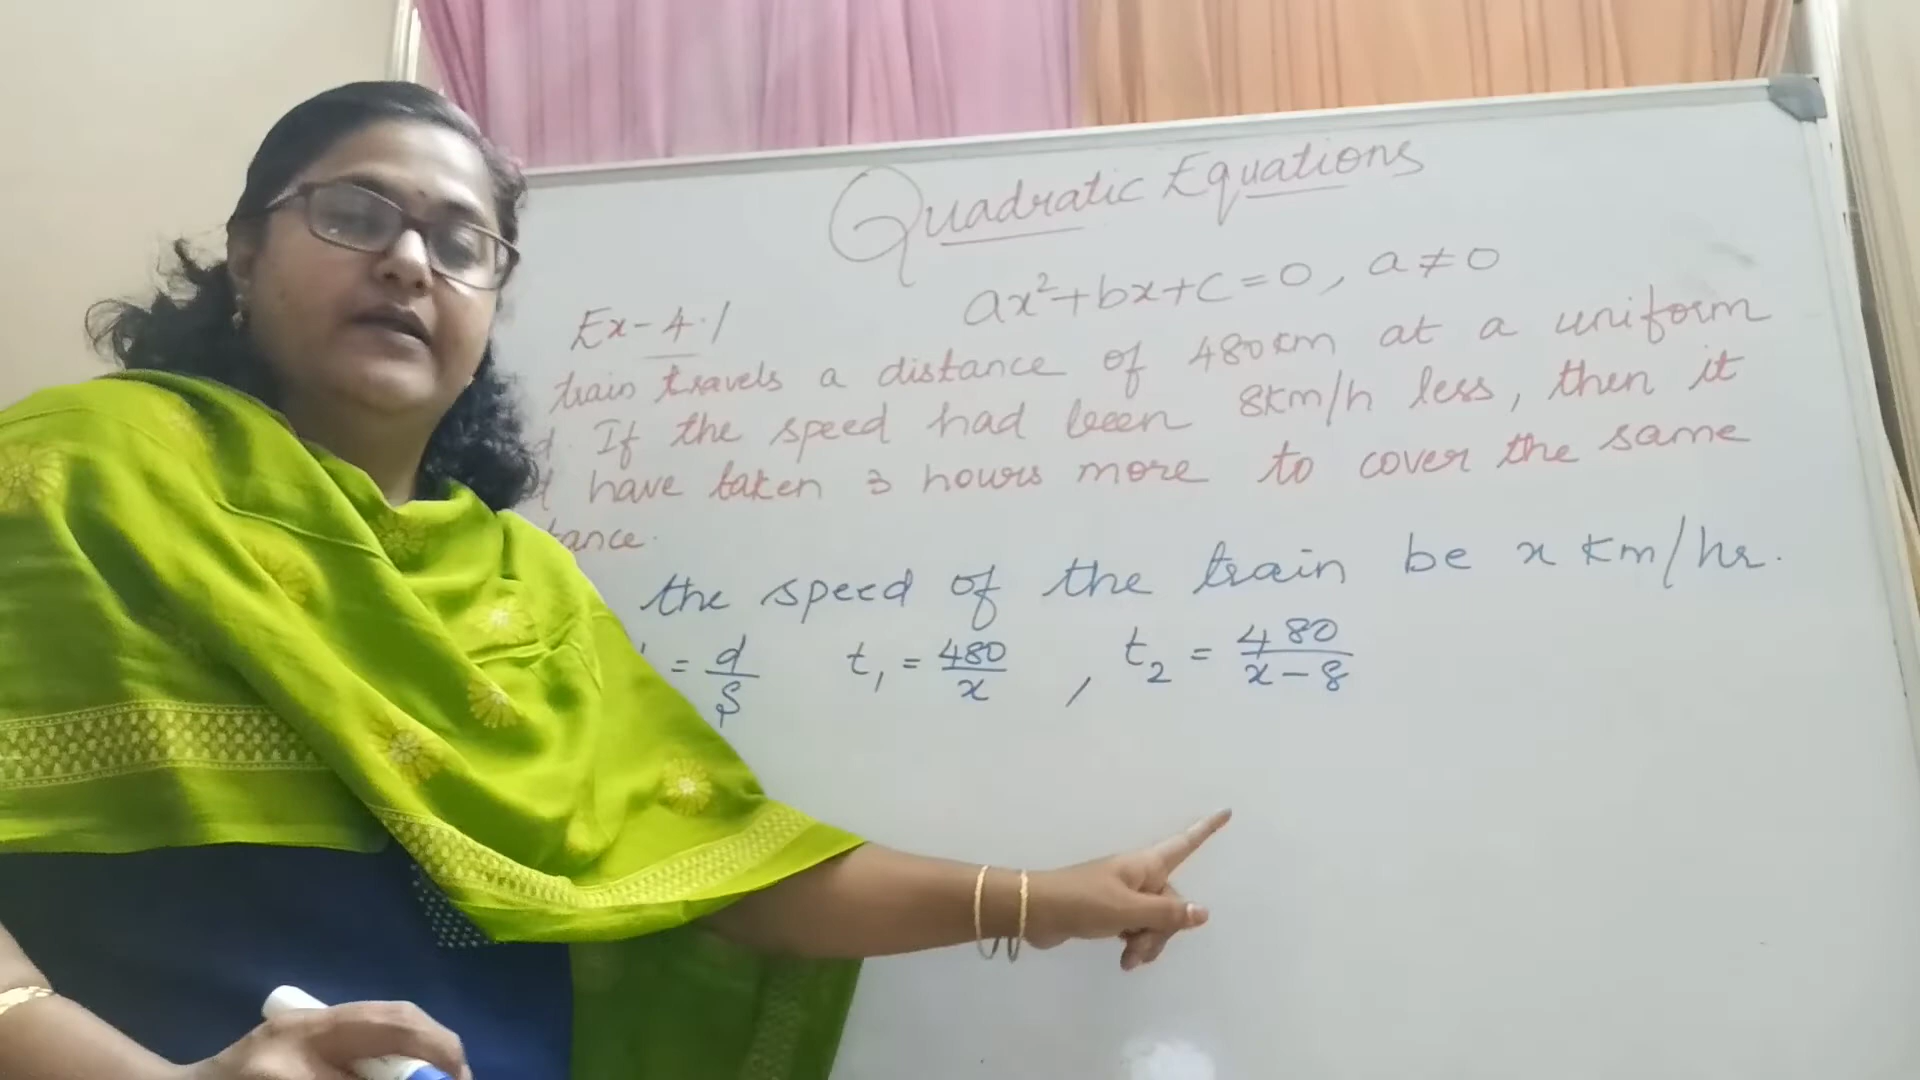 Quadratic Equations
ax²+bx+c=0, a≠0
Ex-4.1
train travels a distance of 480km at a uniform
d. If the speed had been 8km/h less, then it
d have taken 3 hours more to cover the same
tance.
the speed of the train be x km/hr.
= d/s t₁ = 480/x , t₂ = 480/x-8